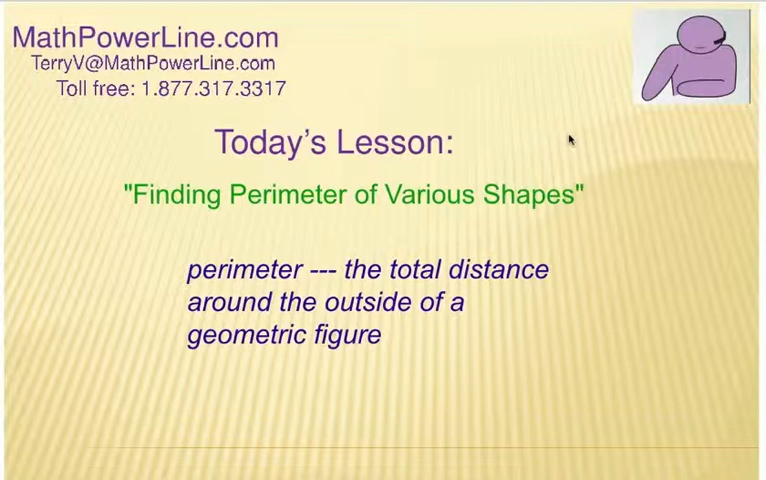 MathPowerLine.com
TerryV@MathPowerLine.com
Toll free: 1.877.317.3317
Today's Lesson:
"Finding Perimeter of Various Shapes"
perimeter --- the total distance
around the outside of a
geometric figure